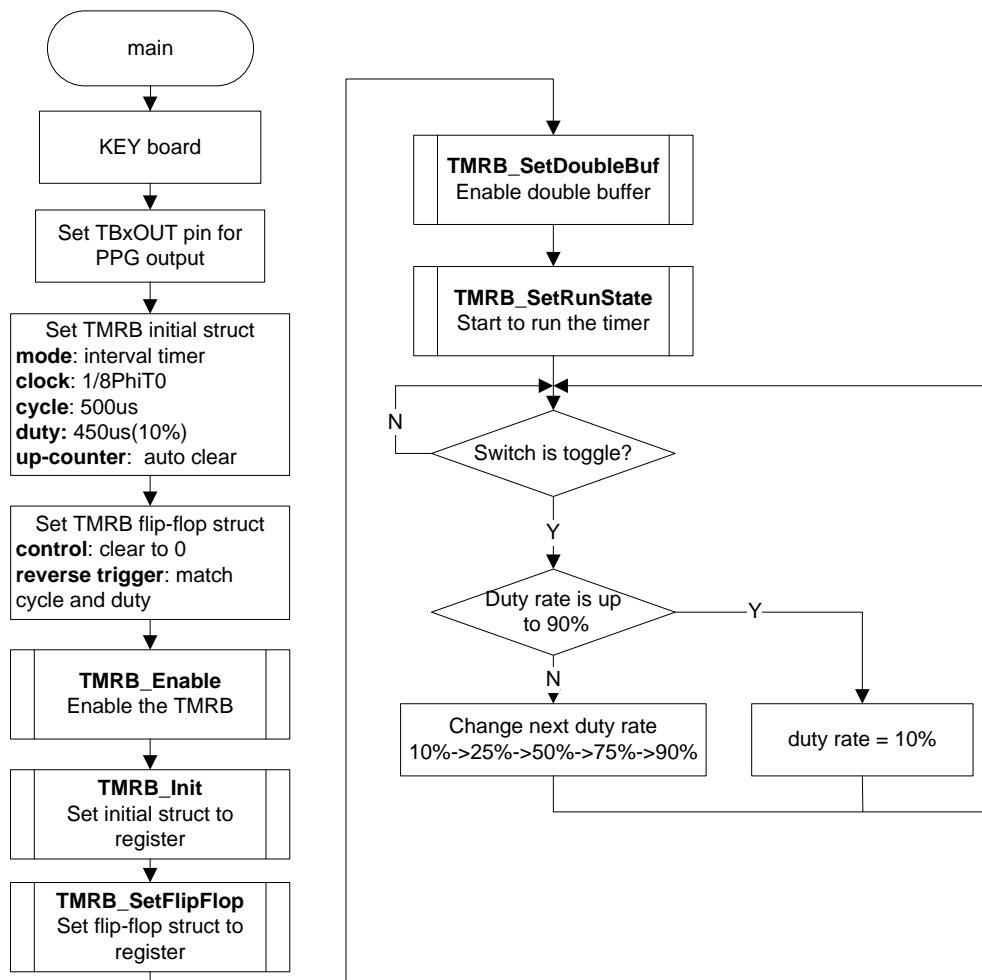 main
KEY board
Set TBxOUT pin for
PPG output
Set TMRB initial struct
mode: interval timer
clock: 1/8PhiT0
cycle: 500us
duty: 450us(10%)
up-counter:  auto clear
Set TMRB flip-flop struct
control: clear to 0
reverse trigger: match
cycle and duty
TMRB_Enable
Enable the TMRB
TMRB_Init
Set initial struct to
register
TMRB_SetFlipFlop
Set flip-flop struct to
register
TMRB_SetDoubleBuf
Enable double buffer
TMRB_SetRunState
Start to run the timer
N
Switch is toggle?
Y
Duty rate is up
to 90%
Y
N
Change next duty rate
10%->25%->50%->75%->90%
duty rate = 10%